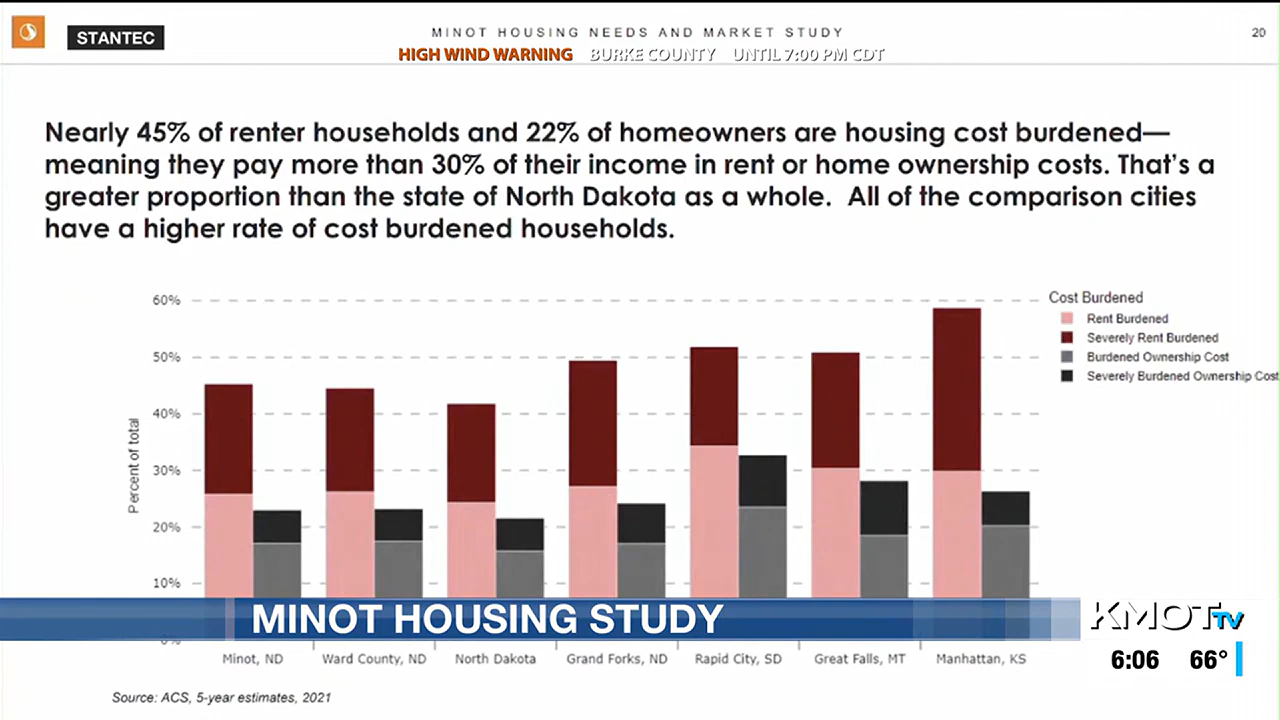 STANTEC
MINOT HOUSING NEEDS AND MARKET STUDY
20
HIGH WIND WARNING BURKE COUNTY UNTIL 7:00 PM CDT
Nearly 45% of renter households and 22% of homeowners are housing cost burdened—
meaning they pay more than 30% of their income in rent or home ownership costs. That's a
greater proportion than the state of North Dakota as a whole. All of the comparison cities
have a higher rate of cost burdened households.
Cost Burdened
Rent Burdened
Severely Rent Burdened
Burdened Ownership Cost
Severely Burdened Ownership Cost
Percent of total
60%
50%
40%
30%
20%
10%
MINOT HOUSING STUDY
Minot, ND
Ward County, ND
North Dakota
Grand Forks, ND
Rapid City, SD
Great Falls, MT
Manhattan, KS
Source: ACS, 5-year estimates, 2021
KMOT TV
6:06 66°